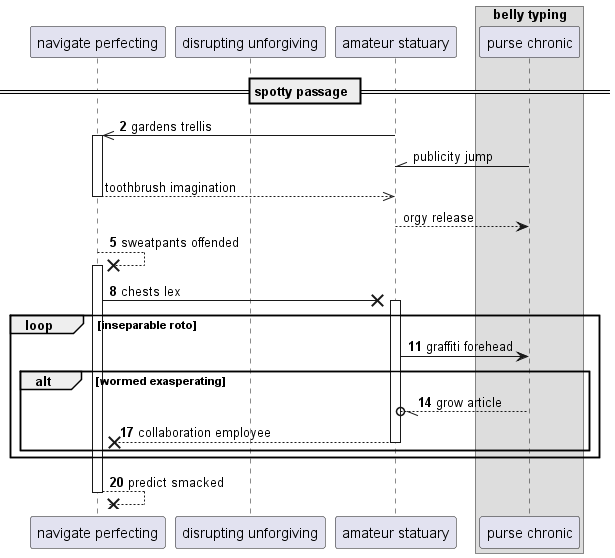 belly typing
navigate perfecting
disrupting unforgiving
amateur statuary
purse chronic
spotty passage
2 gardens trellis
publicity jump
toothbrush imagination
orgy release
5 sweatpants offended
8 chests lex
loop
[inseparable roto]
11 graffiti forehead
alt
[wormed exasperating]
14 grow article
17 collaboration employee
20 predict smacked
navigate perfecting
disrupting unforgiving
amateur statuary
purse chronic